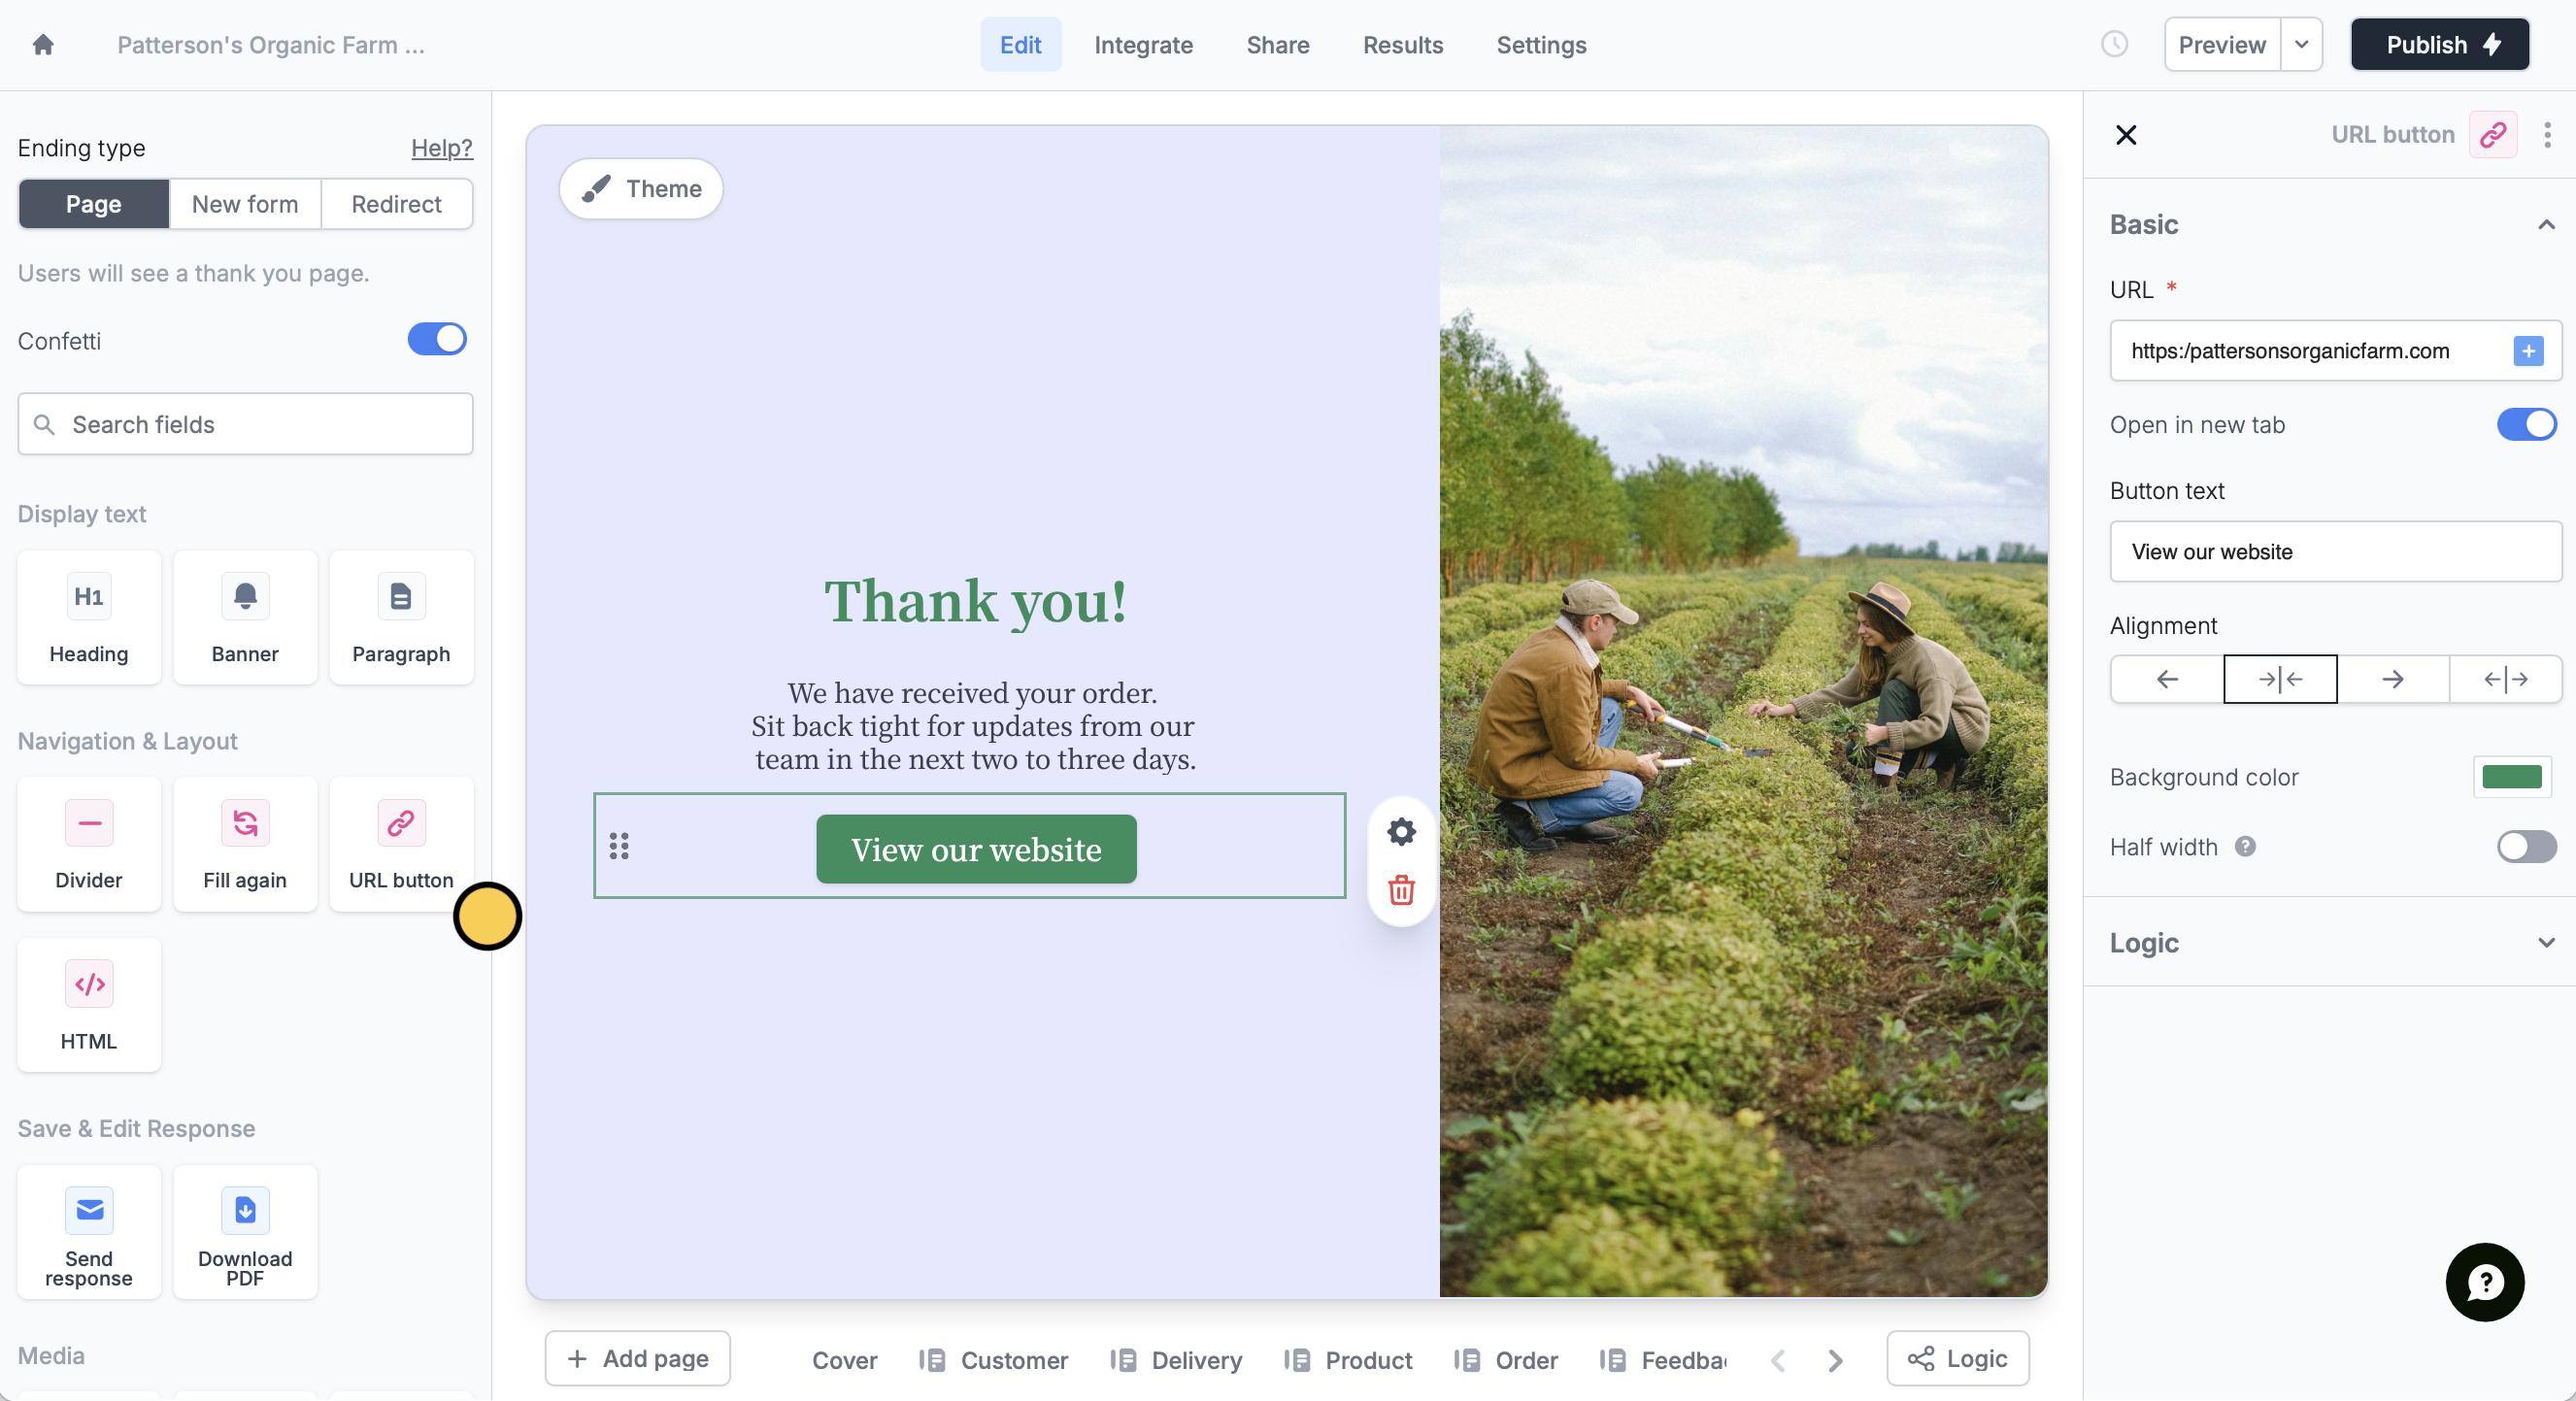 Patterson's Organic Farm ...
Edit
Integrate
Share
Results
Settings
Preview
Publish
Ending type
Help?
Page
New form
Redirect
Users will see a thank you page.
Confetti
Search fields
Display text
H1
Heading
Banner
Paragraph
Navigation & Layout
Divider
Fill again
URL button
HTML
Save & Edit Response
Send
response
Download
PDF
Media
Theme
Thank you!
We have received your order.
Sit back tight for updates from our
team in the next two to three days.
View our website
Add page
Cover
Customer
Delivery
Product
Order
Feedba
Logic
URL button
Basic
URL *
https:/pattersonsorganicfarm.com
Open in new tab
Button text
View our website
Alignment
Background color
Half width
Logic